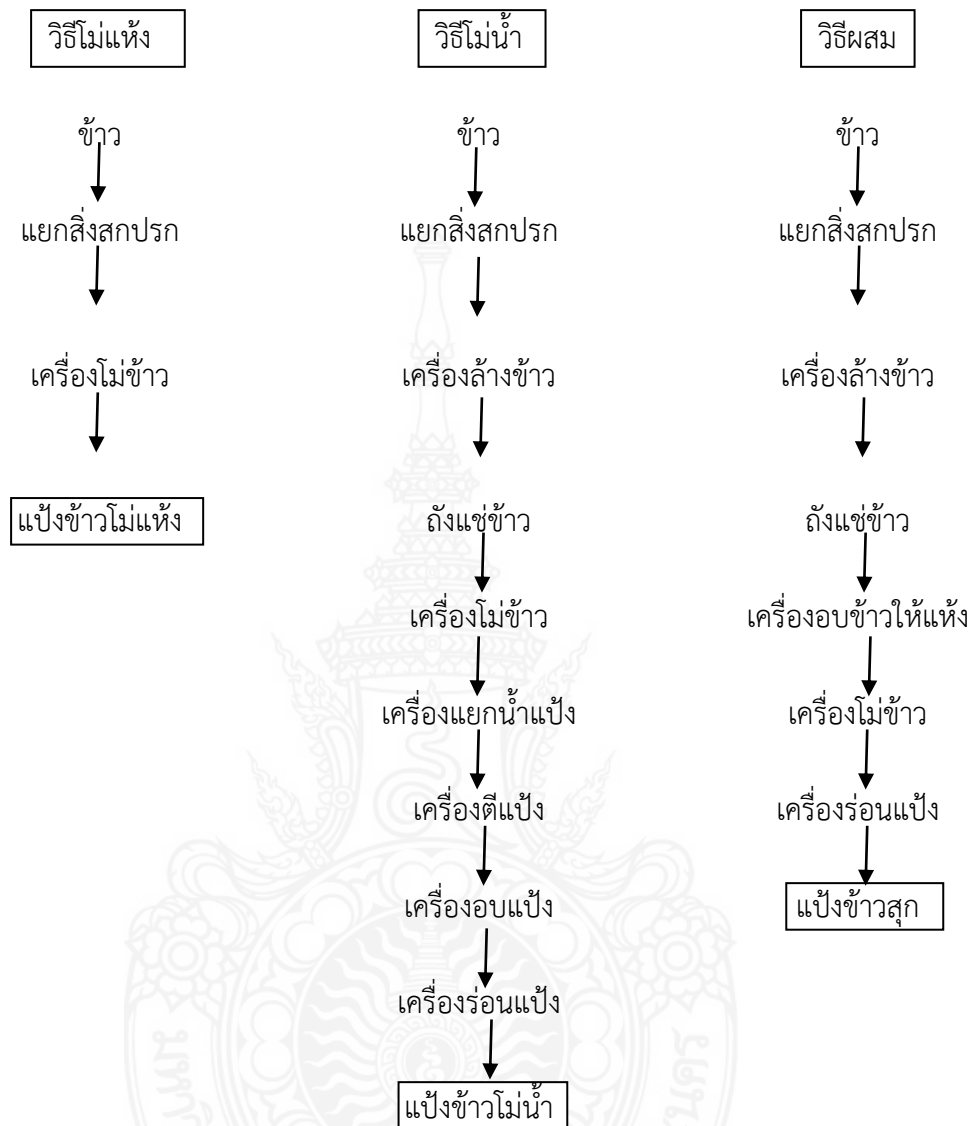 วิธีโม่แห้ง
ข้าว
แยกสิ่งสกปรก
เครื่องโม่ข้าว
แป้งข้าวโม่แห้ง
วิธีโม่น้ำ
ข้าว
แยกสิ่งสกปรก
เครื่องล้างข้าว
ถังแช่ข้าว
เครื่องโม่ข้าว
เครื่องแยกน้ำแป้ง
เครื่องตีแป้ง
เครื่องอบแป้ง
เครื่องร่อนแป้ง
แป้งข้าวโม่น้ำ
วิธีผสม
ข้าว
แยกสิ่งสกปรก
เครื่องล้างข้าว
ถังแช่ข้าว
เครื่องอบข้าวให้แห้ง
เครื่องโม่ข้าว
เครื่องร่อนแป้ง
แป้งข้าวสุก